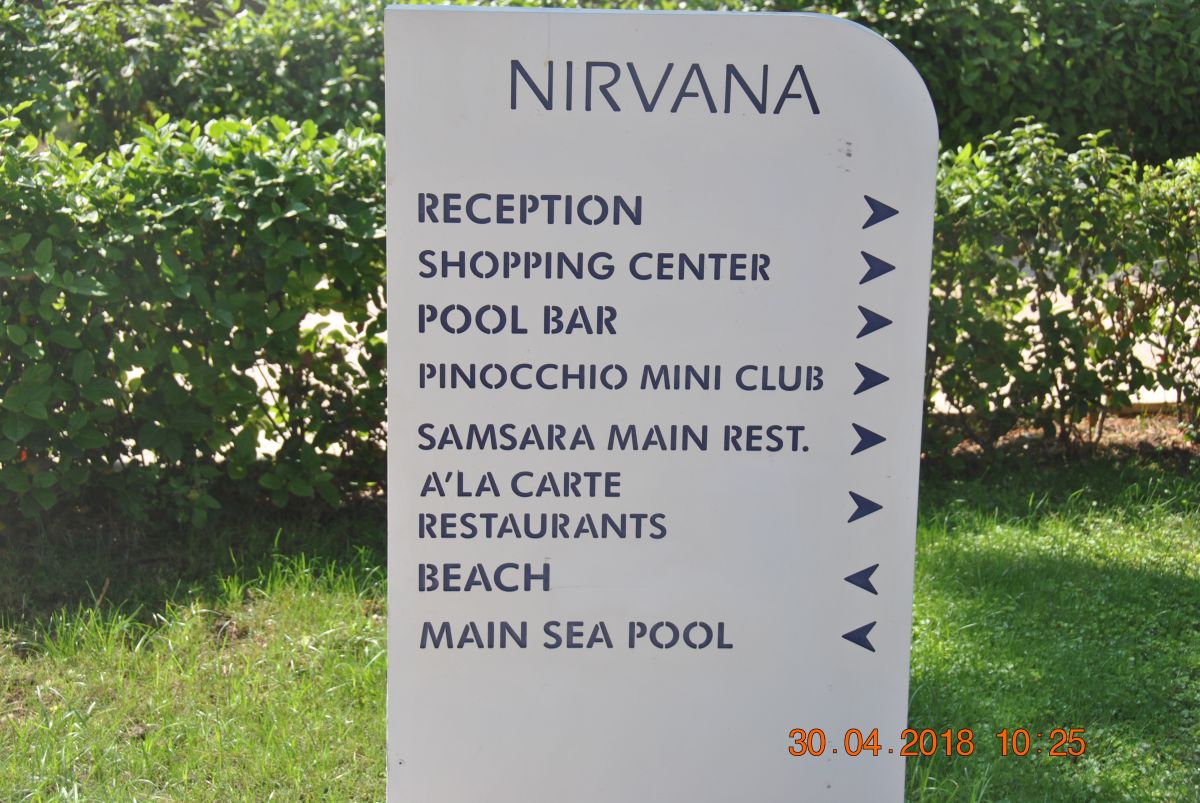 NIRVANA
RECEPTION
SHOPPING CENTER
POOL BAR
PINOCCHIO MINI CLUB
SAMSARA MAIN REST.
A'LA CARTE
RESTAURANTS
BEACH
MAIN SEA POOL
30.04.2018 10:25